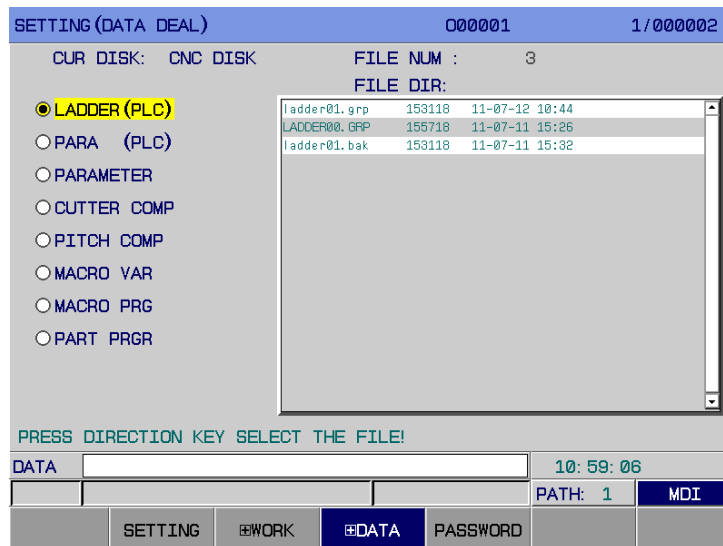 SETTING(DATA DEAL) O00001 1/000002
CUR DISK: CNC DISK FILE NUM : 3
FILE DIR:
LADDER(PLC)
PARA (PLC)
PARAMETER
CUTTER COMP
PITCH COMP
MACRO VAR
MACRO PRG
PART PRGR
ladder01.grp 153118 11-07-12 10:44
LADDER00.GRP 155718 11-07-11 15:26
ladder01.bak 153118 11-07-11 15:32
PRESS DIRECTION KEY SELECT THE FILE!
DATA 10:59:06
PATH: 1 MDI
SETTING ⊞WORK ⊞DATA PASSWORD